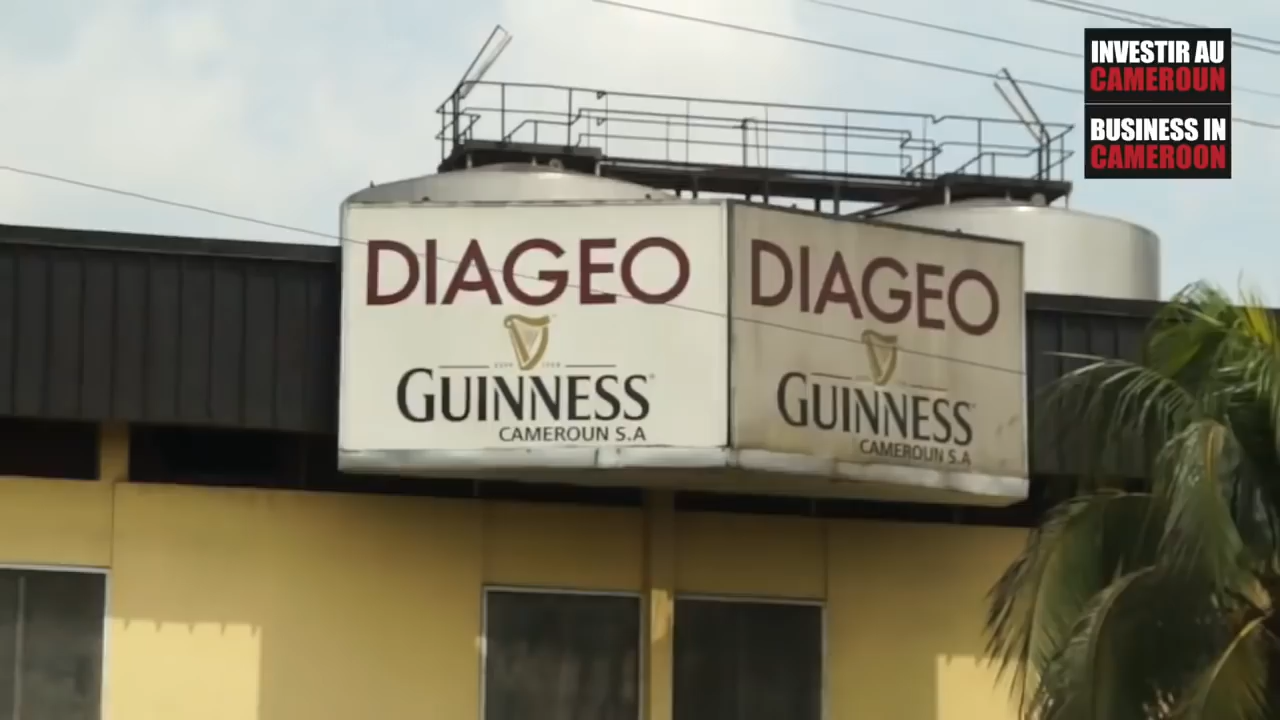 INVESTIR AU
CAMEROUN
BUSINESS IN
CAMEROON
DIAGEO
GUINNESS
CAMEROUN S.A
DIAGEO
GUINNESS
CAMEROUN S.A